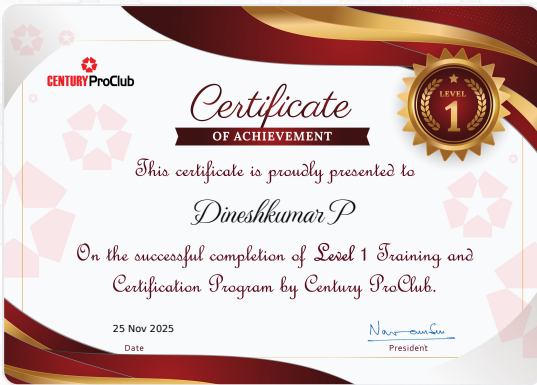 CENTURY ProClub
Certificate
OF ACHIEVEMENT
LEVEL
1
This certificate is proudly presented to
Dineshkumar P
On the successful completion of Level 1 Training and
Certification Program by Century ProClub.
25 Nov 2025
Date
President